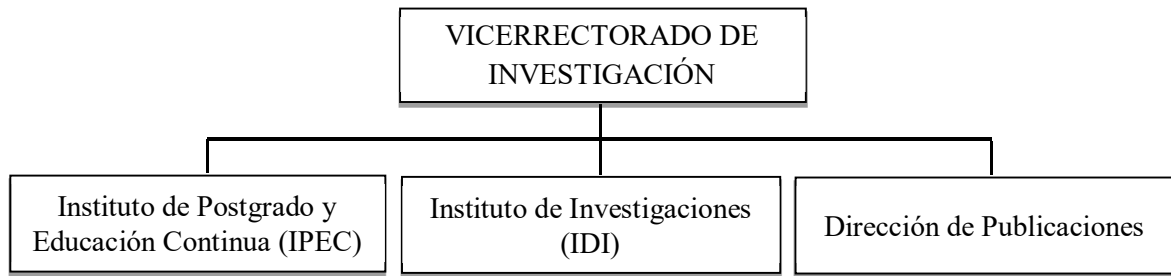 VICERRECTORADO DE
INVESTIGACIÓN
Instituto de Postgrado y
Educación Continua (IPEC)
Instituto de Investigaciones
(IDI)
Dirección de Publicaciones